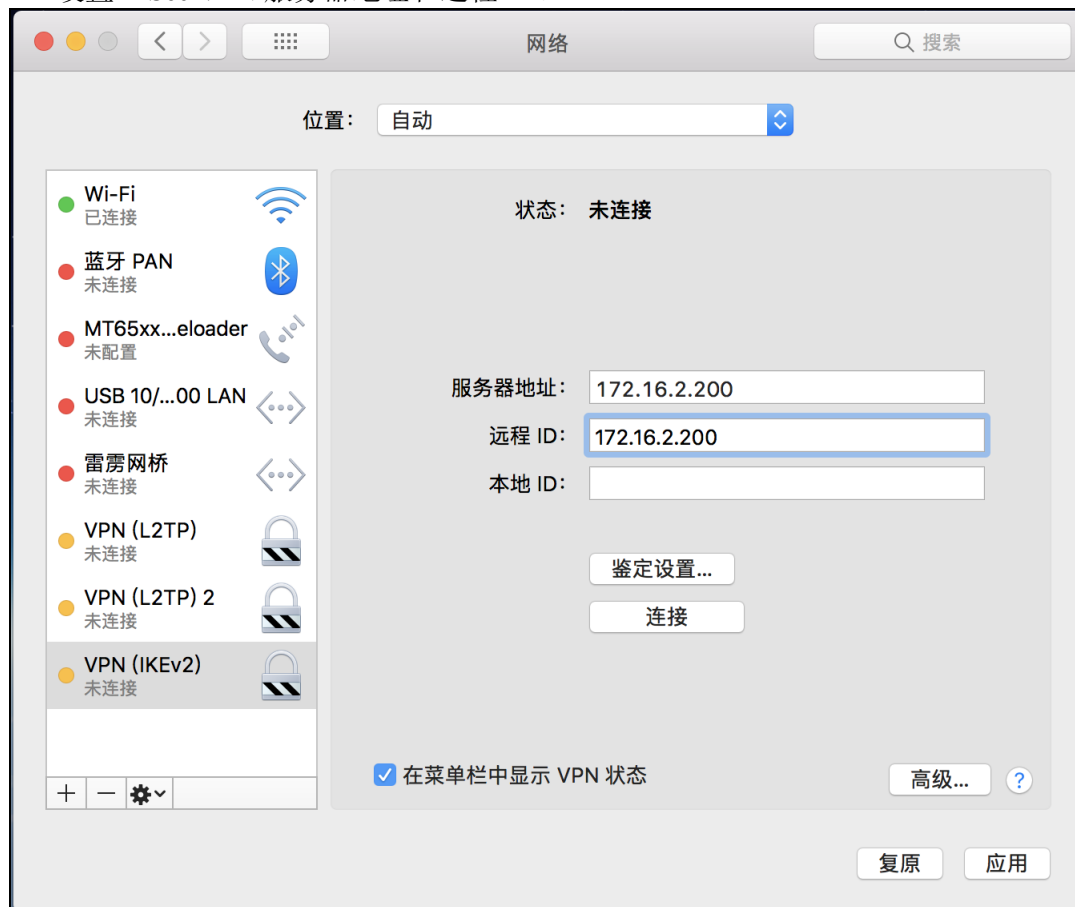 网络
搜索
位置:
自动
Wi-Fi
已连接
蓝牙 PAN
未连接
MT65xx...eloader
未配置
USB 10/...00 LAN
未连接
雷雳网桥
未连接
VPN (L2TP)
未连接
VPN (L2TP) 2
未连接
VPN (IKEv2)
未连接
状态: 未连接
服务器地址: 172.16.2.200
远程 ID: 172.16.2.200
本地 ID:
鉴定设置...
连接
在菜单栏中显示 VPN 状态
高级...
?
复原
应用